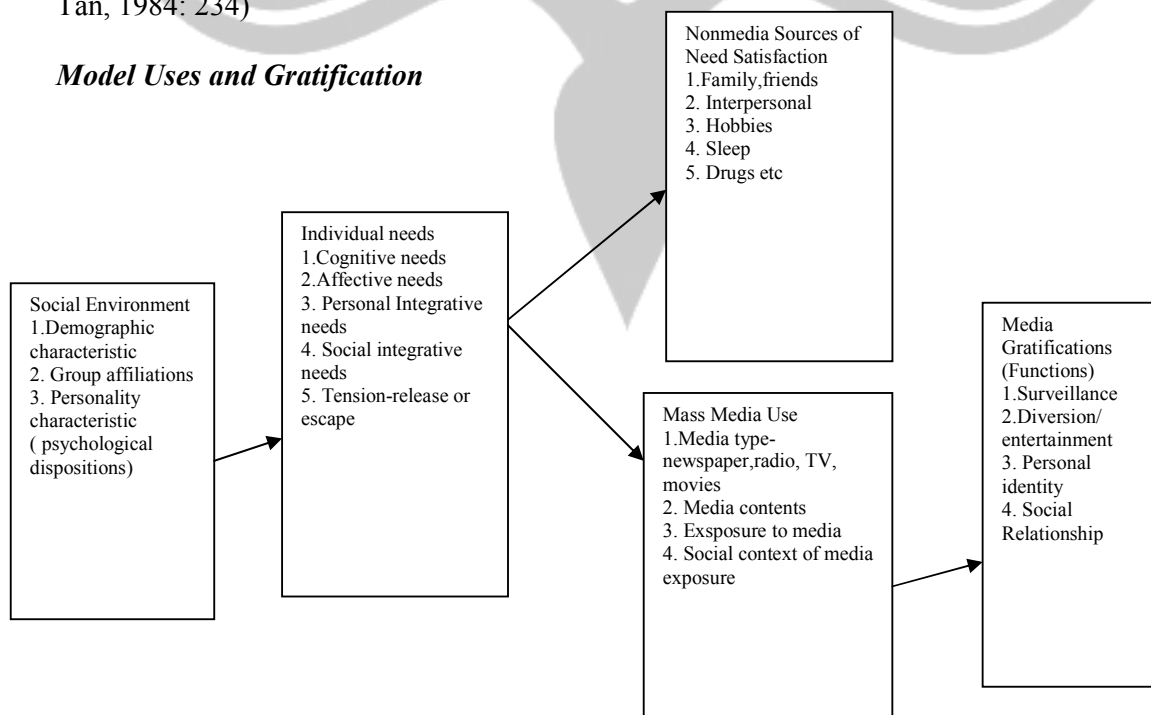 Tan, 1984: 234)
Model Uses and Gratification
Social Environment
1.Demographic
characteristic
2. Group affiliations
3. Personality
characteristic
( psychological
dispositions)
Individual needs
1.Cognitive needs
2.Affective needs
3. Personal Integrative
needs
4. Social integrative
needs
5. Tension-release or
escape
Nonmedia Sources of
Need Satisfaction
1.Family,friends
2. Interpersonal
3. Hobbies
4. Sleep
5. Drugs etc
Mass Media Use
1.Media type-
newspaper,radio, TV,
movies
2. Media contents
3. Exsposure to media
4. Social context of media
exposure
Media
Gratifications
(Functions)
1.Surveillance
2.Diversion/
entertainment
3. Personal
identity
4. Social
Relationship